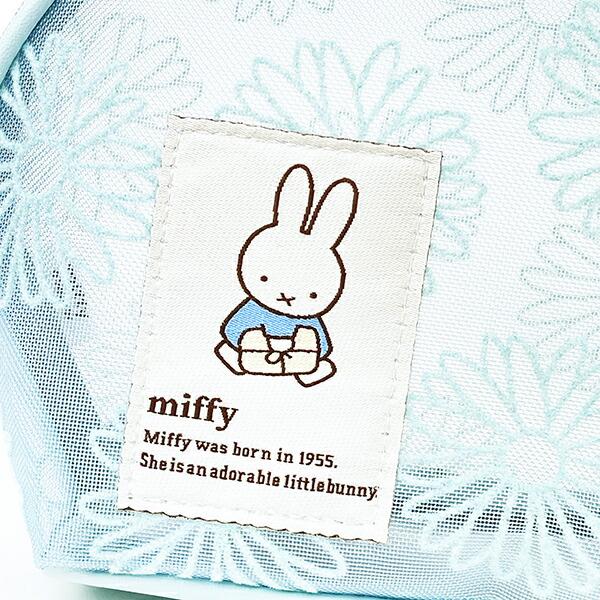 miffy
Miffy was born in 1955.
She is an adorable little bunny.